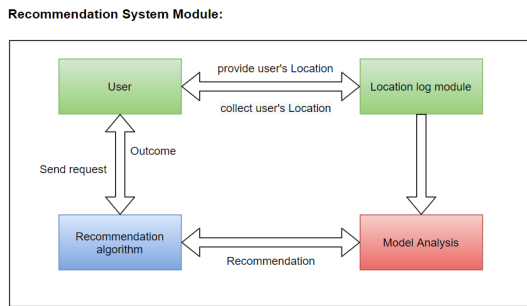 Recommendation System Module:
provide user's Location
User
Location log module
collect user's Location
Outcome
Send request
Recommendation
algorithm
Model Analysis
Recommendation